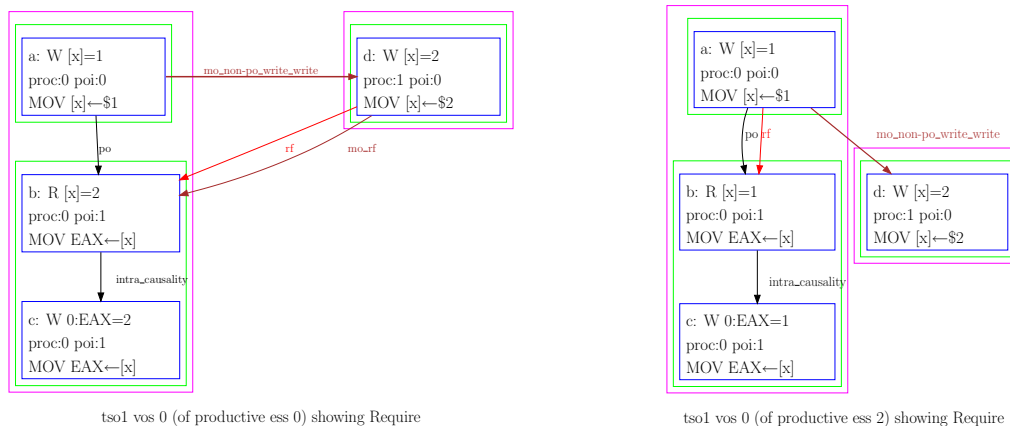 a: W [x]=1
proc:0 poi:0
MOV [x]←$1
mo_non-po_write_write
d: W [x]=2
proc:1 poi:0
MOV [x]←$2
po
rf
mo_rf
b: R [x]=2
proc:0 poi:1
MOV EAX←[x]
intra_causality
c: W 0:EAX=2
proc:0 poi:1
MOV EAX←[x]
tso1 vos 0 (of productive ess 0) showing Require
a: W [x]=1
proc:0 poi:0
MOV [x]←$1
po
rf
mo_non-po_write_write
b: R [x]=1
proc:0 poi:1
MOV EAX←[x]
d: W [x]=2
proc:1 poi:0
MOV [x]←$2
intra_causality
c: W 0:EAX=1
proc:0 poi:1
MOV EAX←[x]
tso1 vos 0 (of productive ess 2) showing Require